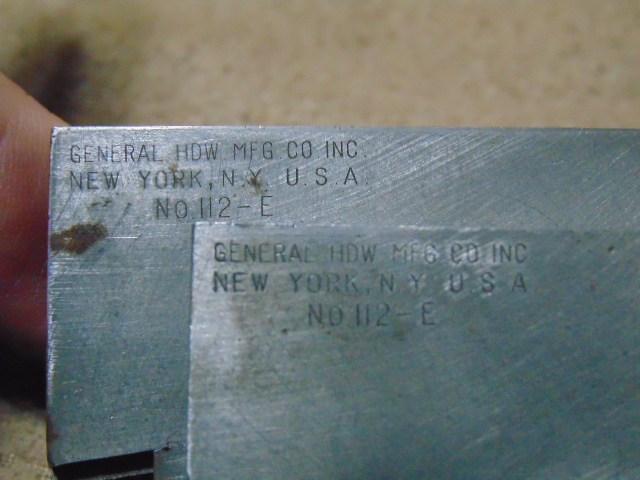 GENERAL HDW. MFG. CO. INC.
NEW YORK, N.Y. U.S.A.
No. 112-E
GENERAL HDW MFG CO INC
NEW YORK, N.Y. U.S.A
No 112-E